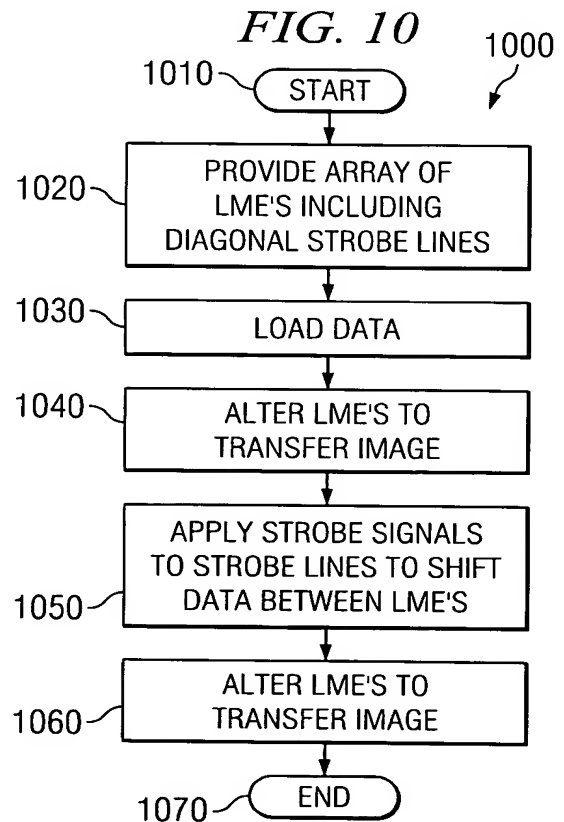 FIG. 10
1000
1010
START
1020
PROVIDE ARRAY OF
LME'S INCLUDING
DIAGONAL STROBE LINES
1030
LOAD DATA
1040
ALTER LME'S TO
TRANSFER IMAGE
1050
APPLY STROBE SIGNALS
TO STROBE LINES TO SHIFT
DATA BETWEEN LME'S
1060
ALTER LME'S TO
TRANSFER IMAGE
1070
END